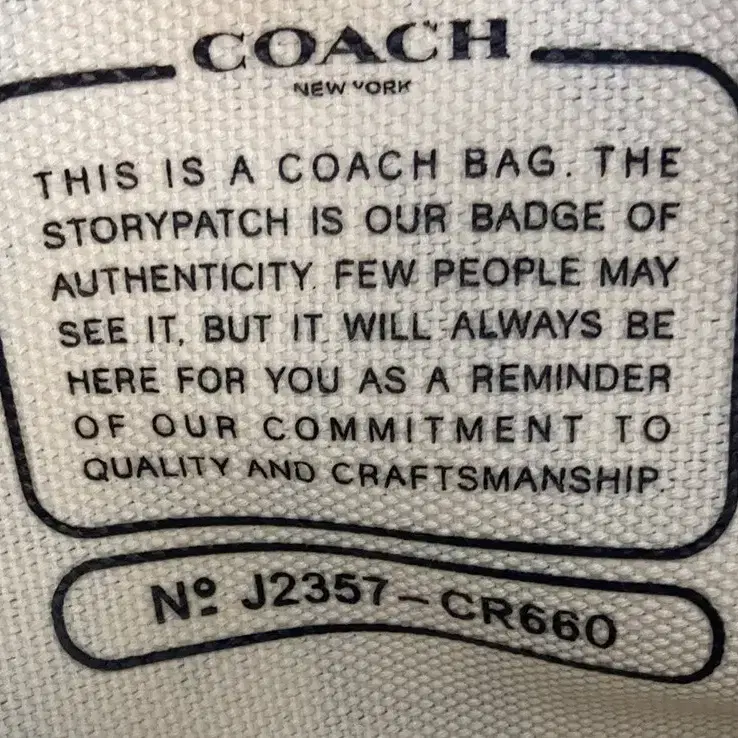 COACH
NEW YORK
THIS IS A COACH BAG. THE
STORYPATCH IS OUR BADGE OF
AUTHENTICITY. FEW PEOPLE MAY
SEE IT, BUT IT WILL ALWAYS BE
HERE FOR YOU AS A REMINDER
OF OUR COMMITMENT TO
QUALITY AND CRAFTSMANSHIP.
Nº J2357-CR660